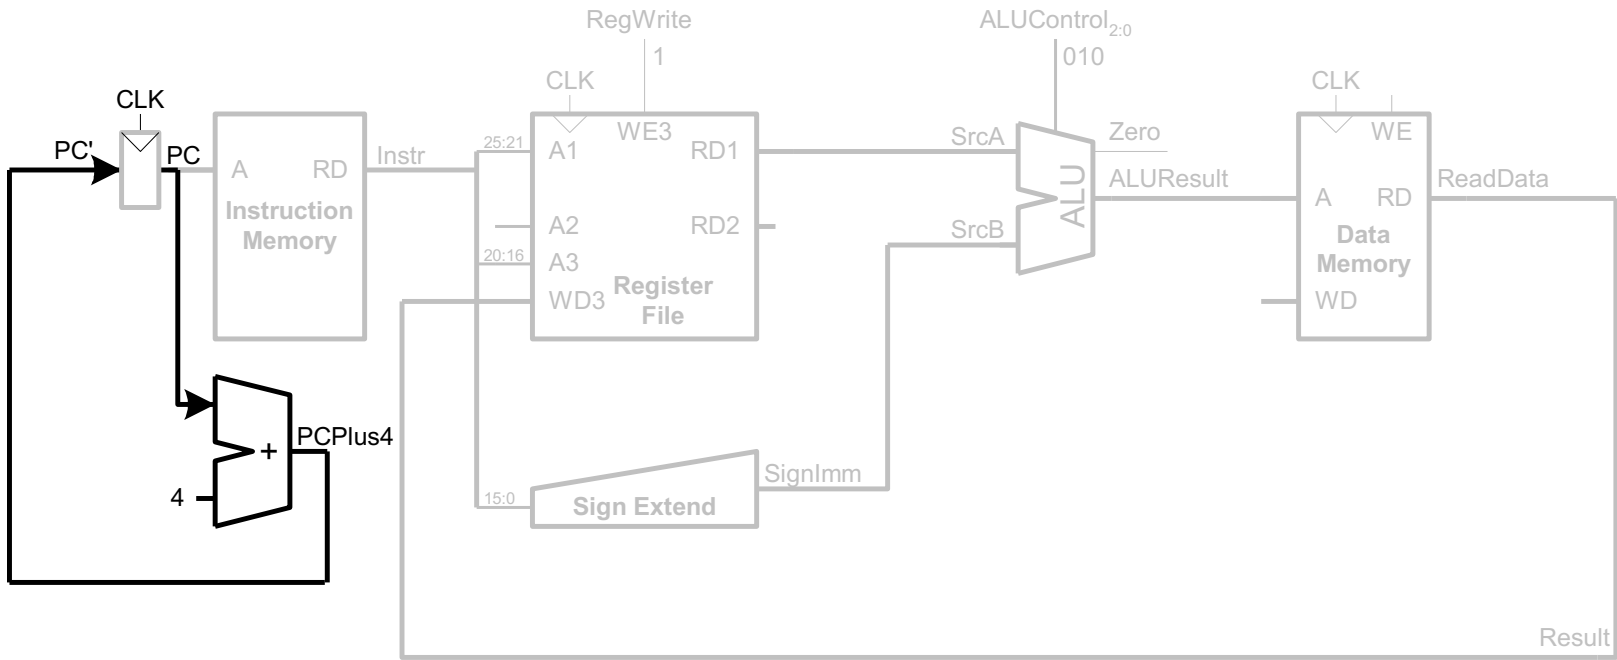 RegWrite
1
ALUControl2:0
010
CLK
PC'
PC
A
RD
Instruction
Memory
Instr
25:21
20:16
15:0
CLK
WE3
A1
RD1
A2
RD2
A3
WD3
Register
File
SrcA
SrcB
ALU
Zero
ALUResult
CLK
WE
A
RD
Data
Memory
WD
ReadData
PCPlus4
+
4
Sign Extend
SignImm
Result